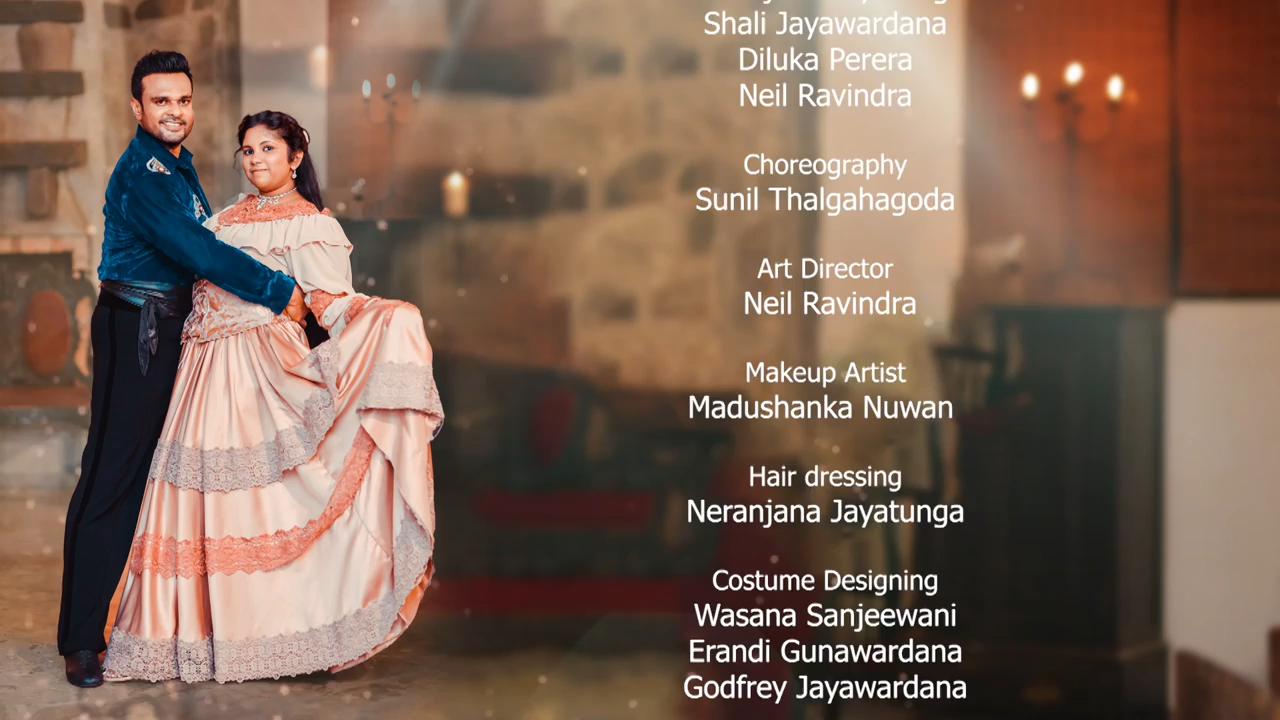 Shali Jayawardana
Diluka Perera
Neil Ravindra
Choreography
Sunil Thalgahagoda
Art Director
Neil Ravindra
Makeup Artist
Madushanka Nuwan
Hair dressing
Neranjana Jayatunga
Costume Designing
Wasana Sanjeewani
Erandi Gunawardana
Godfrey Jayawardana